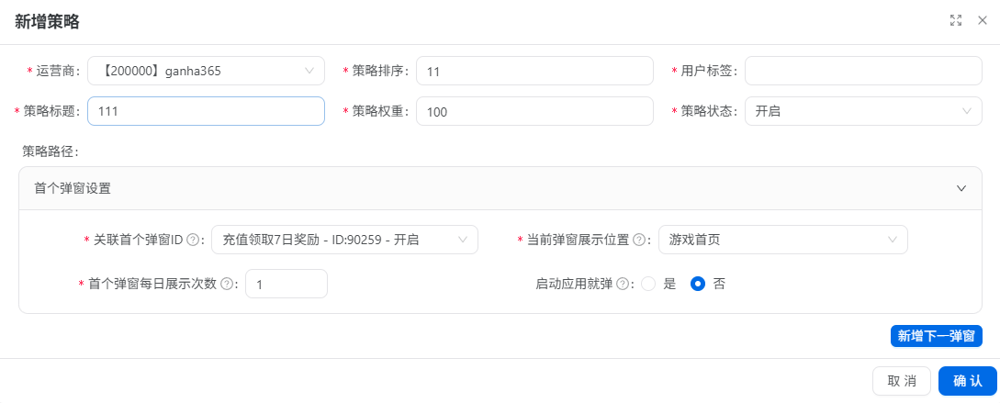 新增策略
* 运营商: 【200000】ganha365 * 策略排序: 11 * 用户标签:
* 策略标题: 111 * 策略权重: 100 * 策略状态: 开启
策略路径:
首个弹窗设置
* 关联首个弹窗ID ?: 充值领取7日奖励 - ID:90259 - 开启 * 当前弹窗展示位置 ?: 游戏首页
* 首个弹窗每日展示次数 ?: 1 启动应用就弹 ?: 是 否
新增下一弹窗
取 消 确 认